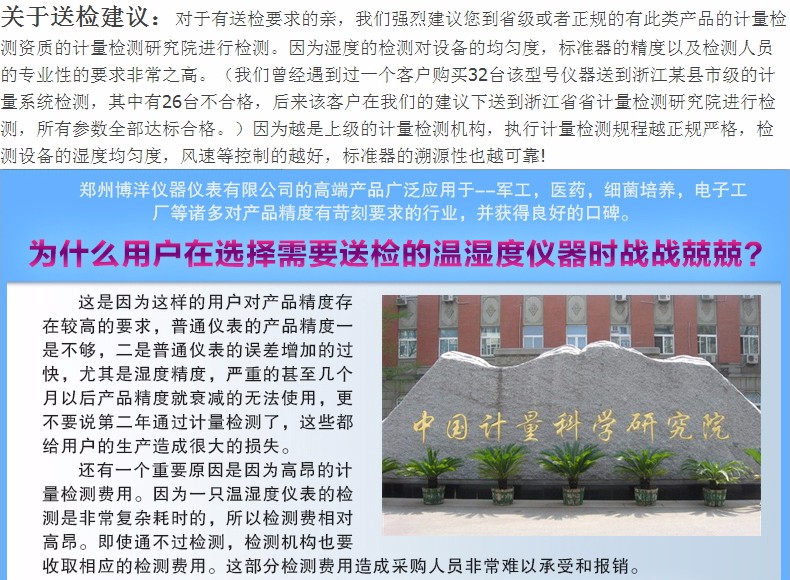 关于送检建议：对于有送检要求的亲，我们强烈建议您到省级或者正规的有此类产品的计量检
测资质的计量检测研究院进行检测。因为湿度的检测对设备的均匀度，标准器的精度以及检测人员
的专业性的要求非常之高。（我们曾经遇到过一个客户购买32台该型号仪器送到浙江某县市级的计
量系统检测，其中有26台不合格，后来该客户在我们的建议下送到浙江省省计量检测研究院进行检
测，所有参数全部达标合格。）因为越是上级的计量检测机构，执行计量检测规程越正规严格，检
测设备的湿度均匀度，风速等控制的越好，标准器的溯源性也越可靠!
郑州博洋仪器仪表有限公司的高端产品广泛应用于--军工，医药，细菌培养，电子工
厂等诸多对产品精度有苛刻要求的行业，并获得良好的口碑。
为什么用户在选择需要送检的温湿度仪器时战战兢兢？
这是因为这样的用户对产品精度存
在较高的要求，普通仪表的产品精度一
是不够，二是普通仪表的误差增加的过
快，尤其是湿度精度，严重的甚至几个
月以后产品精度就衰减的无法使用，更
不要说第二年通过计量检测了，这些都
给用户的生产造成很大的损失。
还有一个重要原因是因为高昂的计
量检测费用。因为一只温湿度仪表的检
测是非常复杂耗时的，所以检测费相对
高昂。即使通不过检测，检测机构也要
收取相应的检测费用。这部分检测费用造成采购人员非常难以承受和报销。
中国计量科学研究院